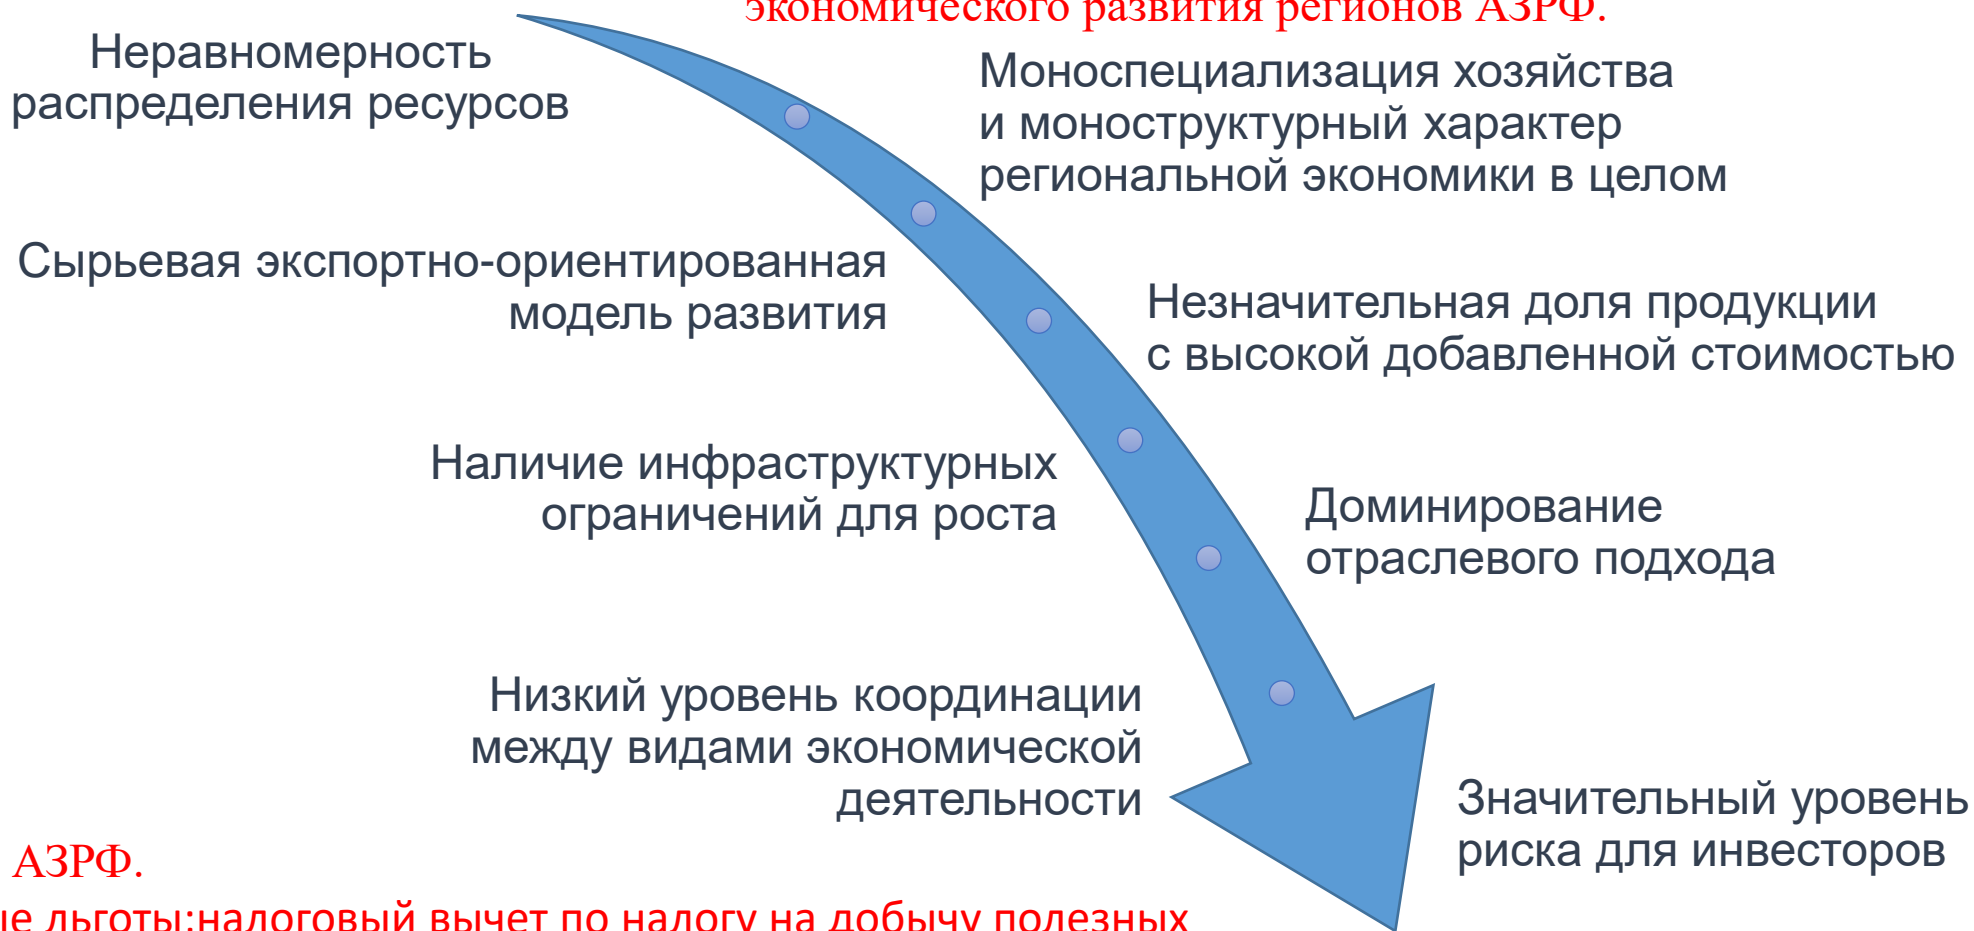 экономического развития регионов АЗРФ.
Неравномерность
распределения ресурсов
Моноспециализация хозяйства
и моноструктурный характер
региональной экономики в целом
Сырьевая экспортно-ориентированная
модель развития
Незначительная доля продукции
с высокой добавленной стоимостью
Наличие инфраструктурных
ограничений для роста
Доминирование
отраслевого подхода
Низкий уровень координации
между видами экономической
деятельности
Значительный уровень
риска для инвесторов
АЗРФ.
льготы:налоговый вычет по налогу на добычу полезных